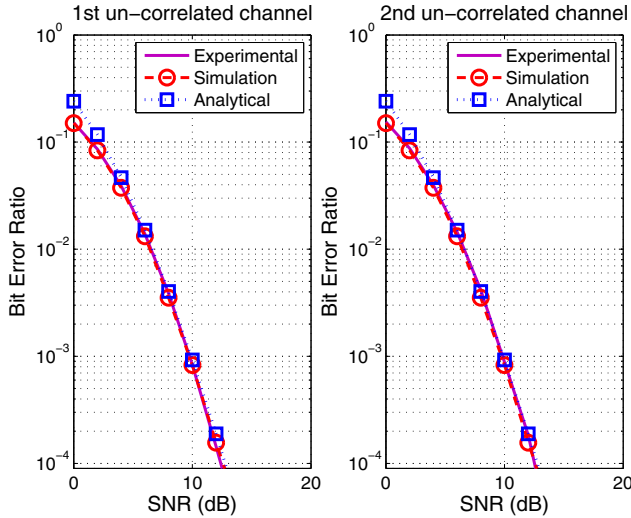 1st un−correlated channel
10^0
10^−1
10^−2
10^−3
10^−4
Bit Error Ratio
0
10
20
SNR (dB)
Experimental
Simulation
Analytical
2nd un−correlated channel
10^0
10^−1
10^−2
10^−3
10^−4
Bit Error Ratio
0
10
20
SNR (dB)
Experimental
Simulation
Analytical